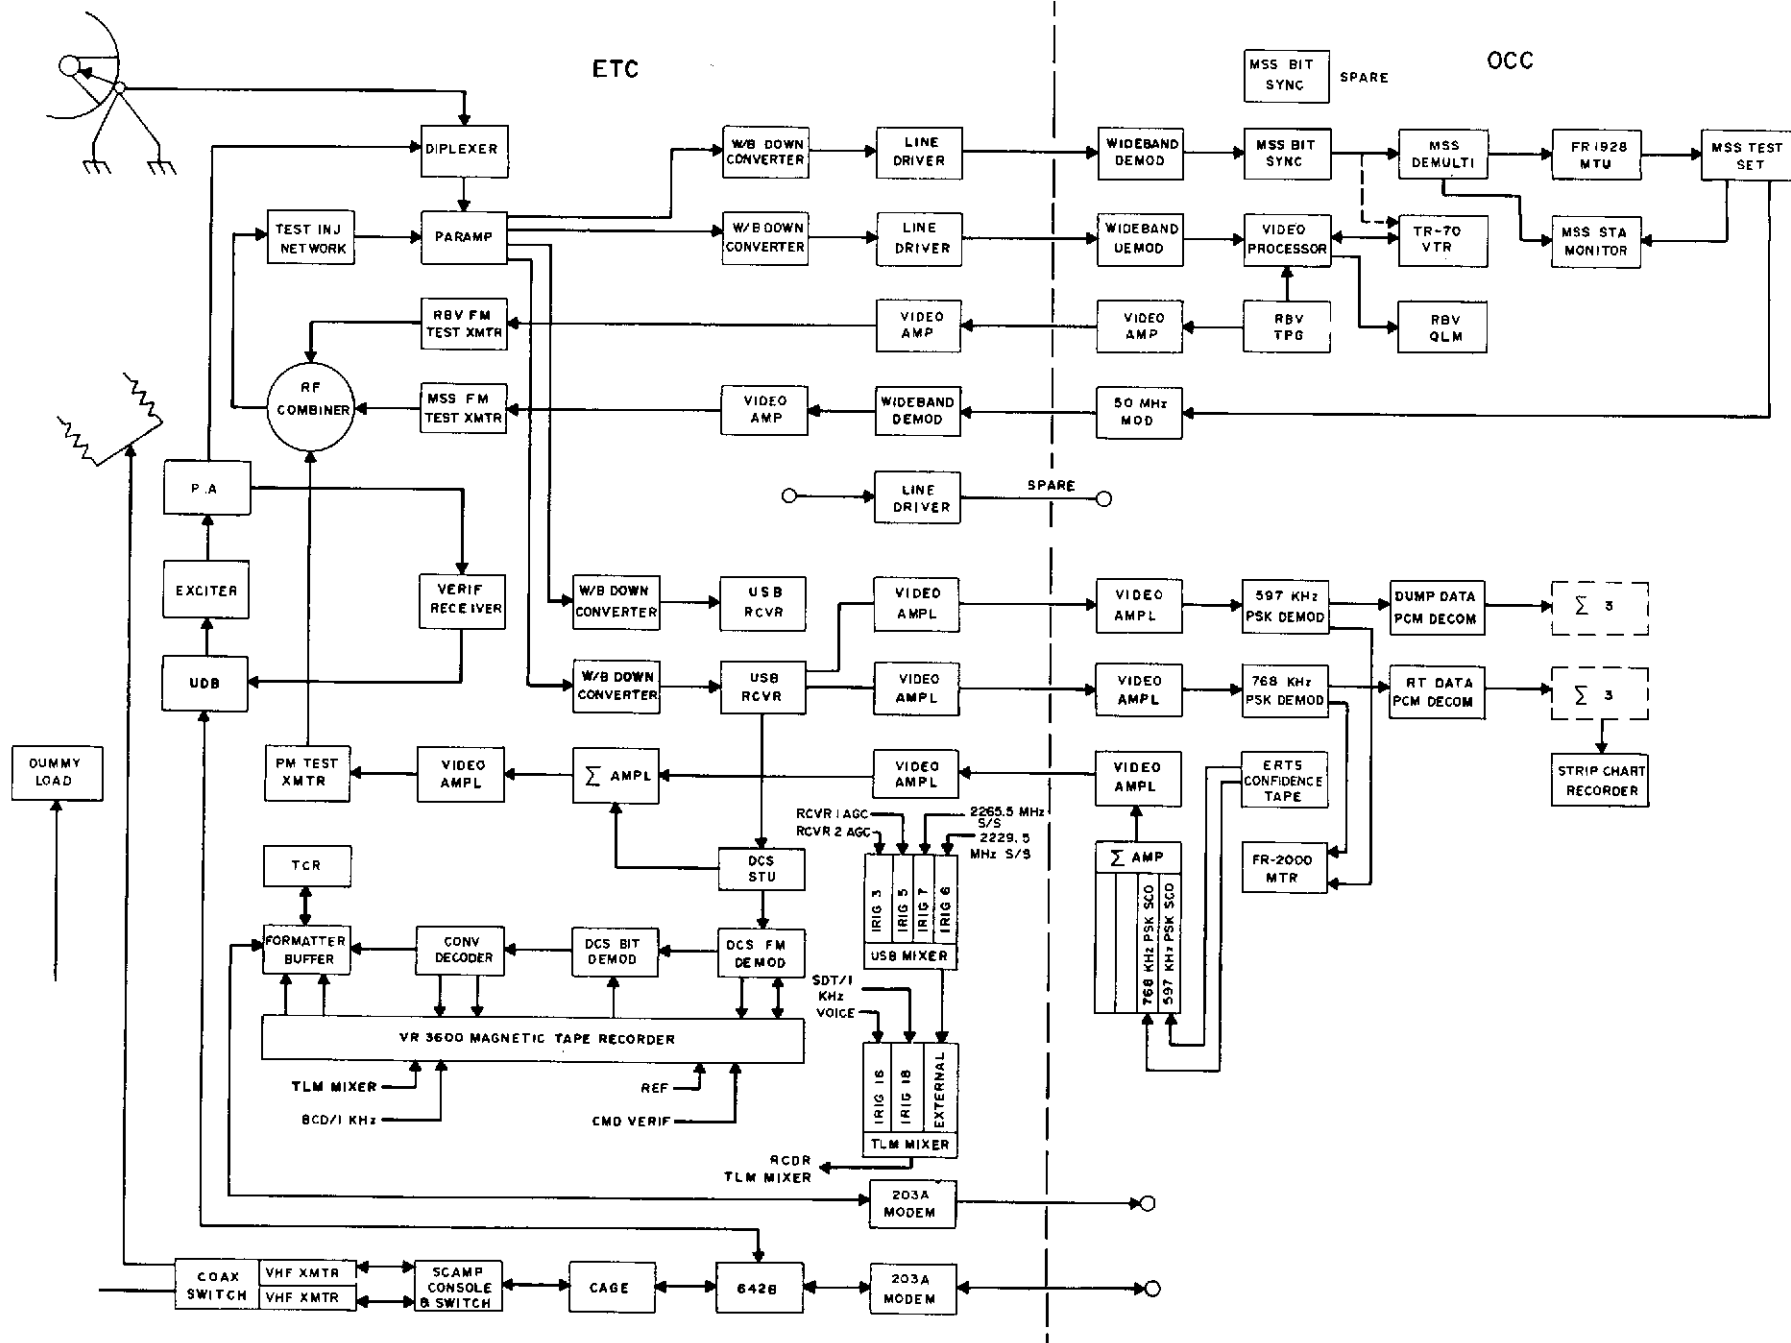 ETC
OCC
MSS BIT
SYNC
SPARE
DIPLEXER
W/B DOWN
CONVERTER
LINE
DRIVER
WIDEBAND
DEMOD
MSS BIT
SYNC
MSS
DEMULTI
FR 1928
MTU
MSS TEST
SET
TEST INJ
NETWORK
PARAMP
W/B DOWN
CONVERTER
LINE
DRIVER
WIDEBAND
DEMOD
VIDEO
PROCESSOR
TR-70
VTR
MSS STA
MONITOR
RBV FM
TEST XMTR
VIDEO
AMP
VIDEO
AMP
RBV
TPG
RBV
QLM
RF
COMBINER
MSS FM
TEST XMTR
VIDEO
AMP
WIDEBAND
DEMOD
50 MHz
MOD
P.A
LINE
DRIVER
SPARE
EXCITER
VERIF
RECEIVER
W/B DOWN
CONVERTER
USB
RCVR
VIDEO
AMPL
VIDEO
AMPL
597 KHz
PSK DEMOD
DUMP DATA
PCM DECOM
Σ 3
UDB
W/B DOWN
CONVERTER
USB
RCVR
VIDEO
AMPL
VIDEO
AMPL
768 KHz
PSK DEMOD
RT DATA
PCM DECOM
Σ 3
DUMMY
LOAD
PM TEST
XMTR
VIDEO
AMPL
Σ AMPL
VIDEO
AMPL
VIDEO
AMPL
ERTS
CONFIDENCE
TAPE
STRIP CHART
RECORDER
RCVR 1 AGC
RCVR 2 AGC
2265.5 MHz
S/S
2229.5
MHz S/S
TCR
DCS
STU
IRIG 3
IRIG 5
IRIG 7
IRIG 6
USB MIXER
Σ AMP
768 KHz PSK SCO
597 KHz PSK SCO
FR-2000
MTR
FORMATTER
BUFFER
CONV
DECODER
DCS BIT
DEMOD
DCS FM
DEMOD
SDT/1
KHz
VOICE
VR 3600 MAGNETIC TAPE RECORDER
TLM MIXER
BCD/1 KHz
REF
CMD VERIF
IRIG 16
IRIG 18
EXTERNAL
TLM MIXER
RCDR
TLM MIXER
203A
MODEM
COAX
SWITCH
VHF XMTR
VHF XMTR
SCAMP
CONSOLE
& SWITCH
CAGE
642B
203A
MODEM